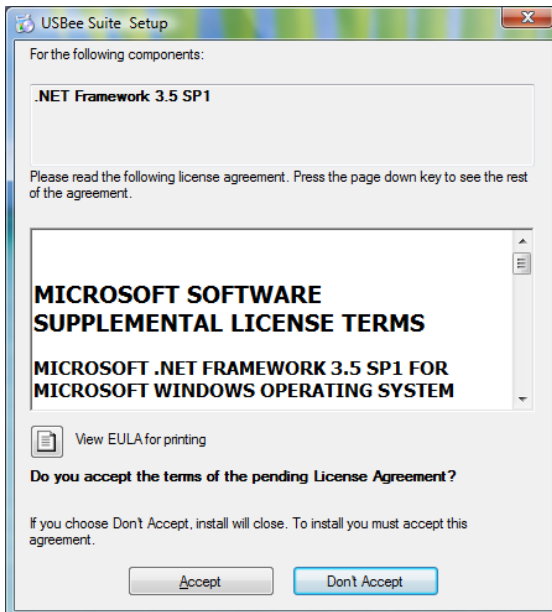 USBee Suite Setup
For the following components:
.NET Framework 3.5 SP1
Please read the following license agreement. Press the page down key to see the rest
of the agreement.
MICROSOFT SOFTWARE
SUPPLEMENTAL LICENSE TERMS
MICROSOFT .NET FRAMEWORK 3.5 SP1 FOR
MICROSOFT WINDOWS OPERATING SYSTEM
View EULA for printing
Do you accept the terms of the pending License Agreement?
If you choose Don't Accept, install will close. To install you must accept this
agreement.
Accept Don't Accept